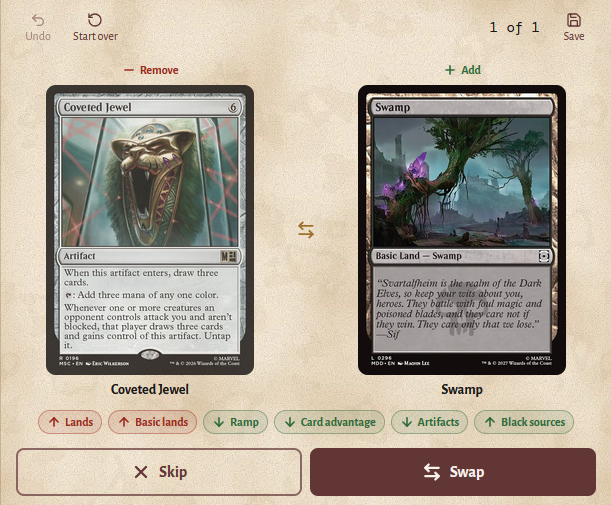 Undo
Start over
1 of 1
Save
Remove
Add
Coveted Jewel
6
Artifact
When this artifact enters, draw three
cards.
: Add three mana of any one color.
Whenever one or more creatures an
opponent controls attack you and aren't
blocked, that player draws three cards
and gains control of this artifact. Untap
it.
R 0196
MSC • EN ERIC WILKERSON
© MARVEL
™ & © 2026 Wizards of the Coast
Swamp
Basic Land — Swamp
"Svartalfheim is the realm of the Dark
Elves, so keep your wits about you,
heroes. They battle with foul magic and
poisoned blades, and they care not if
they win. They care only that we lose."
—Sif
L 0296
© MARVEL
™ & © 2027 Wizards of the Coast
Coveted Jewel
Swamp
Lands
Basic lands
Ramp
Card advantage
Artifacts
Black sources
Skip
Swap